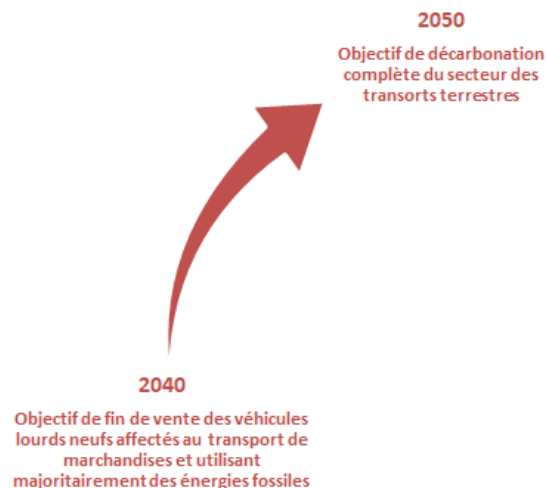 2050
Objectif de décarbonation
complète du secteur des
transorts terrestres
2040
Objectif de fin de vente des véhicules
lourds neufs affectés au transport de
marchandises et utilisant
majoritairement des énergies fossiles